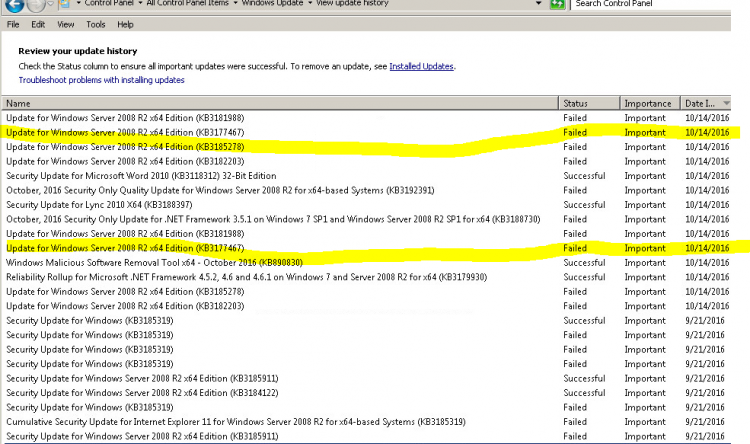 Control Panel ▸ All Control Panel Items ▸ Windows Update ▸ View update history
Search Control Panel
File Edit View Tools Help
Review your update history
Check the Status column to ensure all important updates were successful. To remove an update, see Installed Updates.
Troubleshoot problems with installing updates
Name Status Importance Date I...
Update for Windows Server 2008 R2 x64 Edition (KB3181988) Failed Important 10/14/2016
Update for Windows Server 2008 R2 x64 Edition (KB3177467) Failed Important 10/14/2016
Update for Windows Server 2008 R2 x64 Edition (KB3185278) Failed Important 10/14/2016
Update for Windows Server 2008 R2 x64 Edition (KB3182203) Failed Important 10/14/2016
Security Update for Microsoft Word 2010 (KB3118312) 32-Bit Edition Successful Important 10/14/2016
October, 2016 Security Only Quality Update for Windows Server 2008 R2 for x64-based Systems (KB3192391) Failed Important 10/14/2016
Security Update for Lync 2010 X64 (KB3188397) Successful Important 10/14/2016
October, 2016 Security Only Update for .NET Framework 3.5.1 on Windows 7 SP1 and Windows Server 2008 R2 SP1 for x64 (KB3188730) Failed Important 10/14/2016
Update for Windows Server 2008 R2 x64 Edition (KB3181988) Failed Important 10/14/2016
Update for Windows Server 2008 R2 x64 Edition (KB3177467) Failed Important 10/14/2016
Windows Malicious Software Removal Tool x64 - October 2016 (KB890830) Successful Important 10/14/2016
Reliability Rollup for Microsoft .NET Framework 4.5.2, 4.6 and 4.6.1 on Windows 7 and Server 2008 R2 for x64 (KB3179930) Successful Important 10/14/2016
Update for Windows Server 2008 R2 x64 Edition (KB3185278) Failed Important 10/14/2016
Update for Windows Server 2008 R2 x64 Edition (KB3182203) Failed Important 10/14/2016
Security Update for Windows (KB3185319) Successful Important 9/21/2016
Security Update for Windows (KB3185319) Failed Important 9/21/2016
Security Update for Windows (KB3185319) Failed Important 9/21/2016
Security Update for Windows (KB3185319) Failed Important 9/21/2016
Security Update for Windows Server 2008 R2 x64 Edition (KB3185911) Successful Important 9/21/2016
Security Update for Windows Server 2008 R2 x64 Edition (KB3184122) Successful Important 9/21/2016
Security Update for Windows (KB3185319) Failed Important 9/21/2016
Cumulative Security Update for Internet Explorer 11 for Windows Server 2008 R2 for x64-based Systems (KB3185319) Failed Important 9/21/2016
Security Update for Windows Server 2008 R2 x64 Edition (KB3185911) Failed Important 9/21/2016